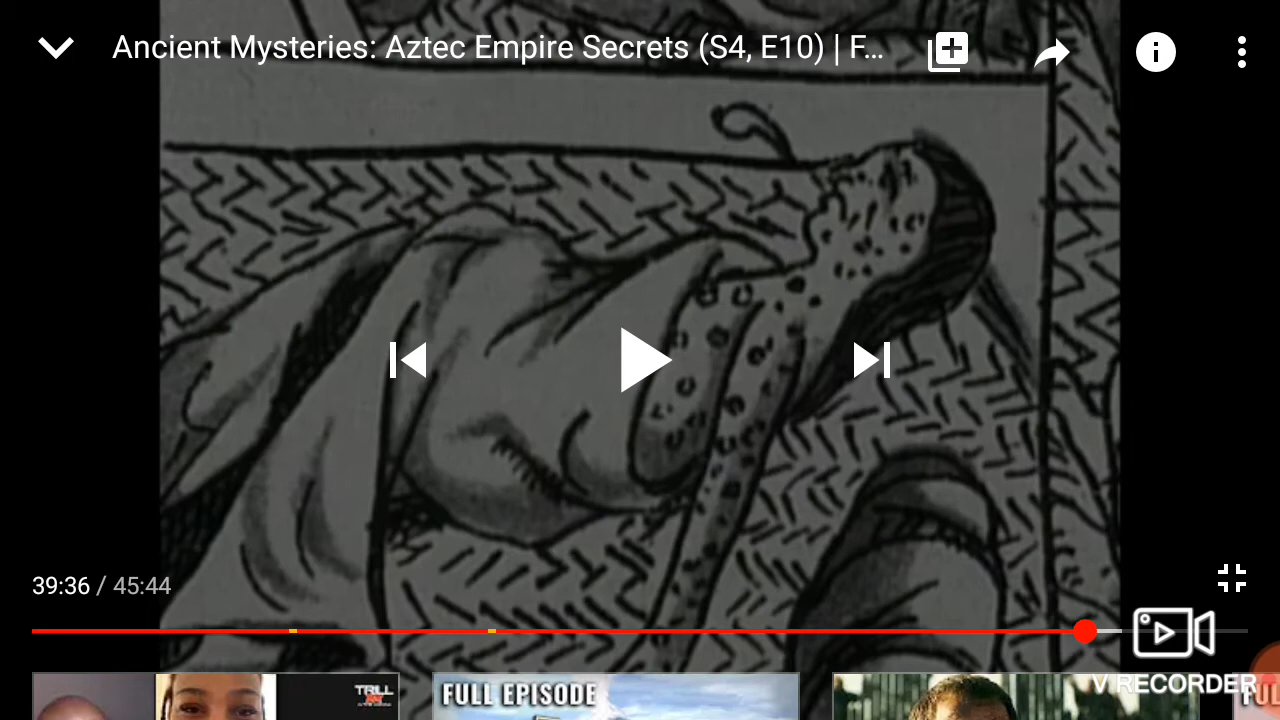 Ancient Mysteries: Aztec Empire Secrets (S4, E10) | F...
39:36 / 45:44
V RECORDER
TRILL
FULL EPISODE